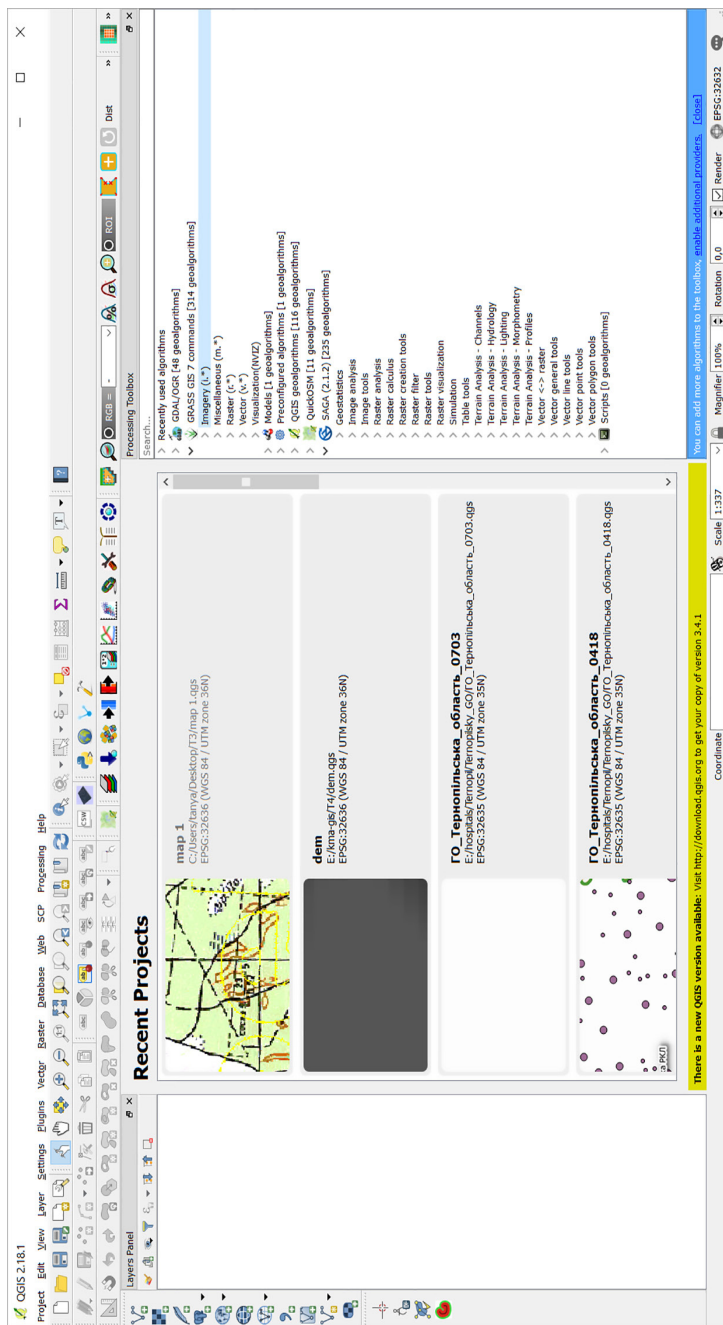 QGIS 2.18.1
Project Edit View Layer Settings Plugins Vector Raster Database Web SCP Processing Help
CSW
RGB = -
ROI
Dist
Layers Panel
Recent Projects
map 1
C:/Users/tanya/Desktop/T3/map 1.qgs
EPSG:32636 (WGS 84 / UTM zone 36N)
dem
E:/kma-gis/T4/dem.qgs
EPSG:32636 (WGS 84 / UTM zone 36N)
ГО_Тернопільська_область_0703
E:/hospitals/Ternopl/Ternopilsky_GO/ГО_Тернопільська_область_0703.qgs
EPSG:32635 (WGS 84 / UTM zone 35N)
ГО_Тернопільська_область_0418
E:/hospitals/Ternopl/Ternopilsky_GO/ГО_Тернопільська_область_0418.qgs
EPSG:32635 (WGS 84 / UTM zone 35N)
РКЛ
There is a new QGIS version available: Visit http://download.qgis.org to get your copy of version 3.4.1
Processing Toolbox
Search...
Recently used algorithms
GDAL/OGR [48 geoalgorithms]
GRASS GIS 7 commands [314 geoalgorithms]
Imagery (i.*)
Miscellaneous (m.*)
Raster (r.*)
Vector (v.*)
Visualization(NVIZ)
Models [1 geoalgorithms]
Preconfigured algorithms [1 geoalgorithms]
QGIS geoalgorithms [116 geoalgorithms]
QuickOSM [11 geoalgorithms]
SAGA (2.1.2) [235 geoalgorithms]
Geostatistics
Image analysis
Image tools
Raster analysis
Raster calculus
Raster creation tools
Raster filter
Raster tools
Raster visualization
Simulation
Table tools
Terrain Analysis - Channels
Terrain Analysis - Hydrology
Terrain Analysis - Lighting
Terrain Analysis - Morphometry
Terrain Analysis - Profiles
Vector <-> raster
Vector general tools
Vector line tools
Vector point tools
Vector polygon tools
Scripts [0 geoalgorithms]
You can add more algorithms to the toolbox, enable additional providers. [close]
Coordinate
Scale 1:337
Magnifier 100%
Rotation 0,0
Render
EPSG:32632